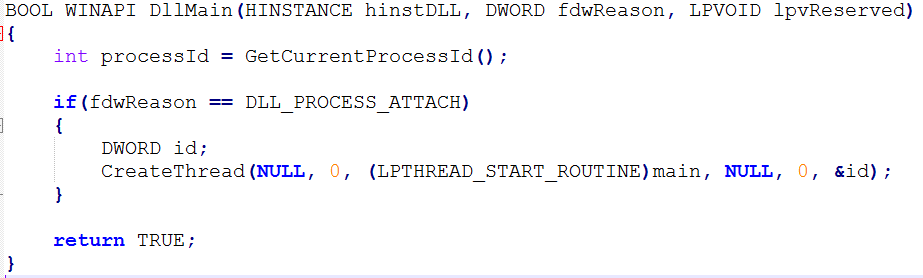 BOOL WINAPI DllMain(HINSTANCE hinstDLL, DWORD fdwReason, LPVOID lpvReserved)
{
    int processId = GetCurrentProcessId();

    if(fdwReason == DLL_PROCESS_ATTACH)
    {
        DWORD id;
        CreateThread(NULL, 0, (LPTHREAD_START_ROUTINE)main, NULL, 0, &id);
    }

    return TRUE;
}